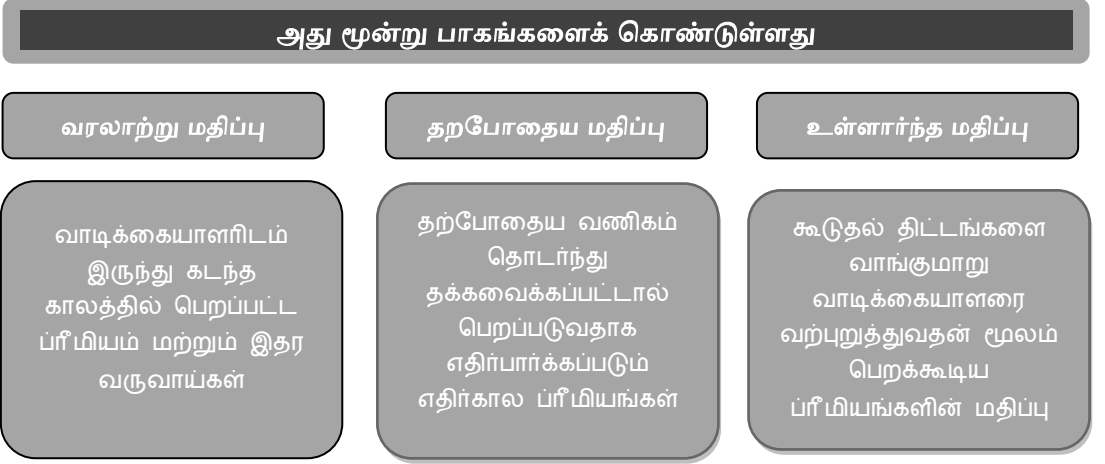 அது மூன்று பாகங்களைக் கொண்டுள்ளது
வரலாற்று மதிப்பு
தறபோதைய மதிப்பு
உள்ளார்ந்த மதிப்பு
வாடிக்கையாளரிடம்
இருந்து கடந்த
காலத்தில் பெறப்பட்ட
ப்ரீமியம் மற்றும் இதர
வருவாய்கள்
தற்போதைய வணிகம்
தொடர்ந்து
தக்கவைக்கப்பட்டால்
பெறப்படுவதாக
எதிர்பார்க்கப்படும்
எதிர்கால ப்ரீமியங்கள்
கூடுதல் திட்டங்களை
வாங்குமாறு
வாடிக்கையாளரை
வற்புறுத்துவதன் மூலம்
பெறக்கூடிய
ப்ரீமியங்களின் மதிப்பு